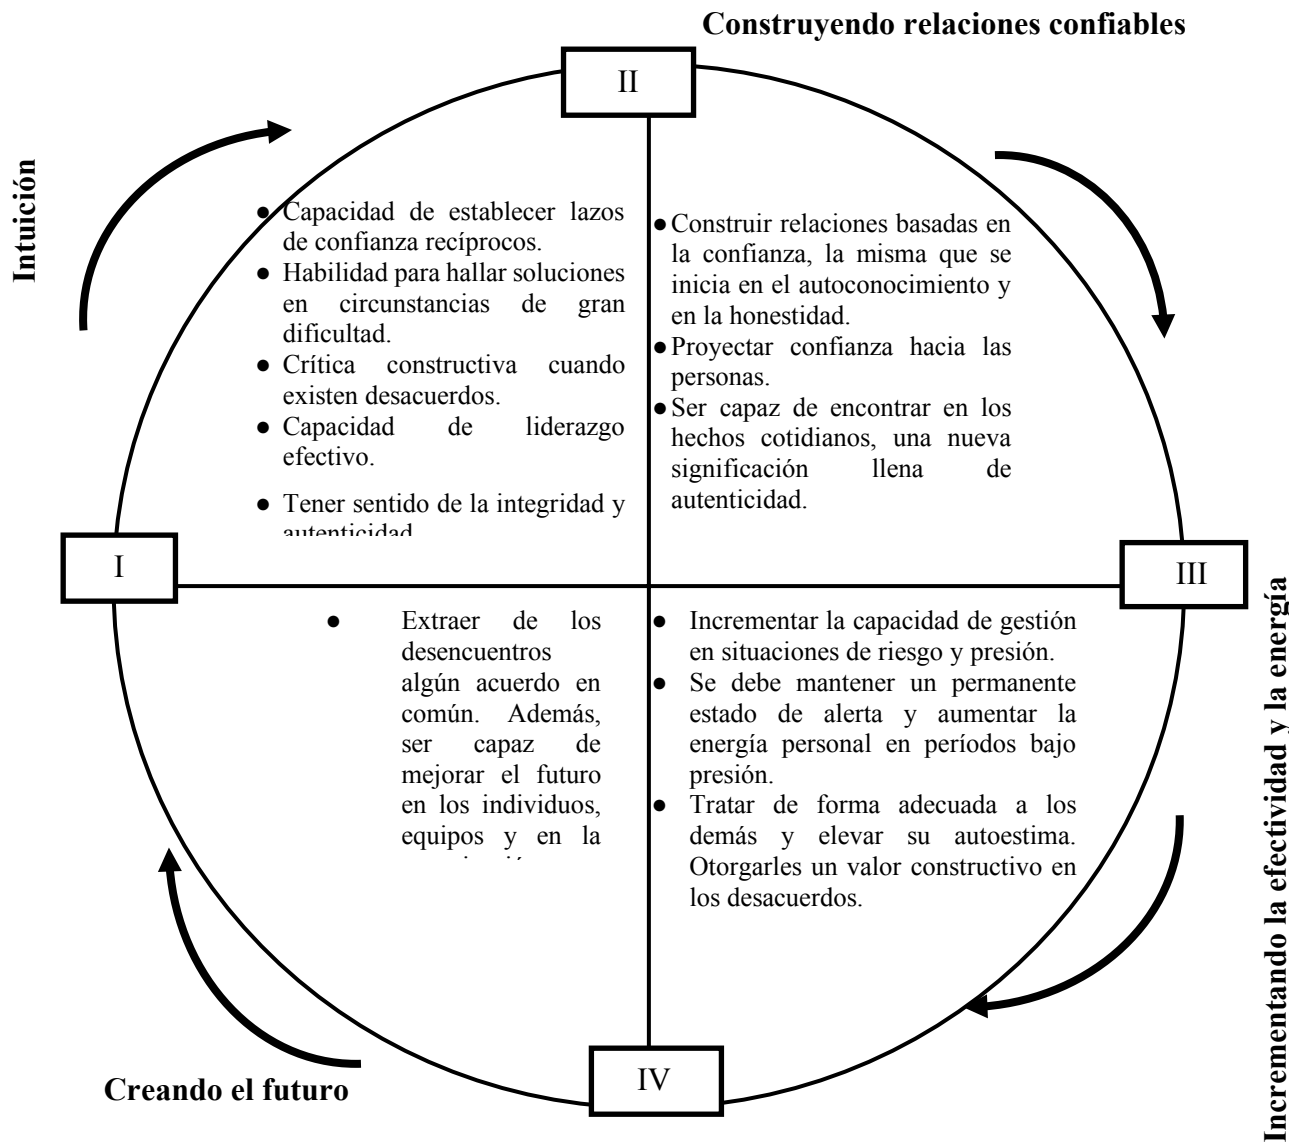 Construyendo relaciones confiables
II
Intuición
● Capacidad de establecer lazos
de confianza recíprocos.
● Habilidad para hallar soluciones
en circunstancias de gran
dificultad.
● Crítica constructiva cuando
existen desacuerdos.
● Capacidad de liderazgo
efectivo.
● Tener sentido de la integridad y
autenticidad
● Construir relaciones basadas en
la confianza, la misma que se
inicia en el autoconocimiento y
en la honestidad.
● Proyectar confianza hacia las
personas.
● Ser capaz de encontrar en los
hechos cotidianos, una nueva
significación llena de
autenticidad.
I
III
● Extraer de los
desencuentros
algún acuerdo en
común. Además,
ser capaz de
mejorar el futuro
en los individuos,
equipos y en la
● Incrementar la capacidad de gestión
en situaciones de riesgo y presión.
● Se debe mantener un permanente
estado de alerta y aumentar la
energía personal en períodos bajo
presión.
● Tratar de forma adecuada a los
demás y elevar su autoestima.
Otorgarles un valor constructivo en
los desacuerdos.
Incrementando la efectividad y la energía
IV
Creando el futuro